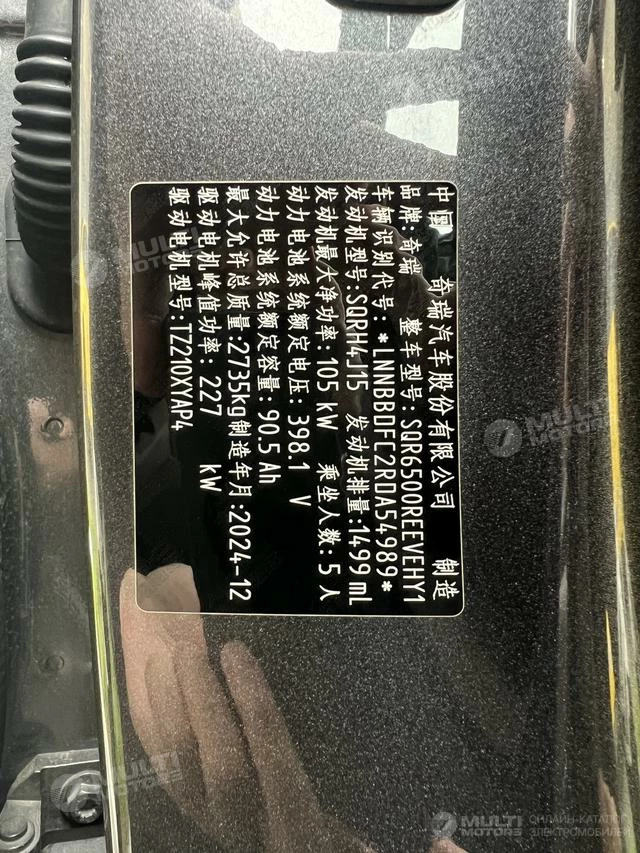 中国 奇瑞汽车股份有限公司 制造
品牌:奇瑞 整车型号:SQR6500REEVEHY1
车辆识别代号:*LNNBBDFC2RDA54989*
发动机型号:SQRH4J15 发动机排量:1499 mL
发动机最大净功率:105 kW 乘坐人数:5 人
动力电池系统额定电压:398.1 V
动力电池系统额定容量:90.5 Ah
最大允许总质量:2735kg 制造年月:2024-12
驱动电机峰值功率:227 kW
驱动电机型号:TZ210XYAP4
MULTI MOTORS
MULTI MOTORS
MULTI MOTORS
MULTI MOTORS
MULTI MOTORS
ОНЛАЙН-КАТАЛОГ
ЭЛЕКТРОМОБИЛЕЙ